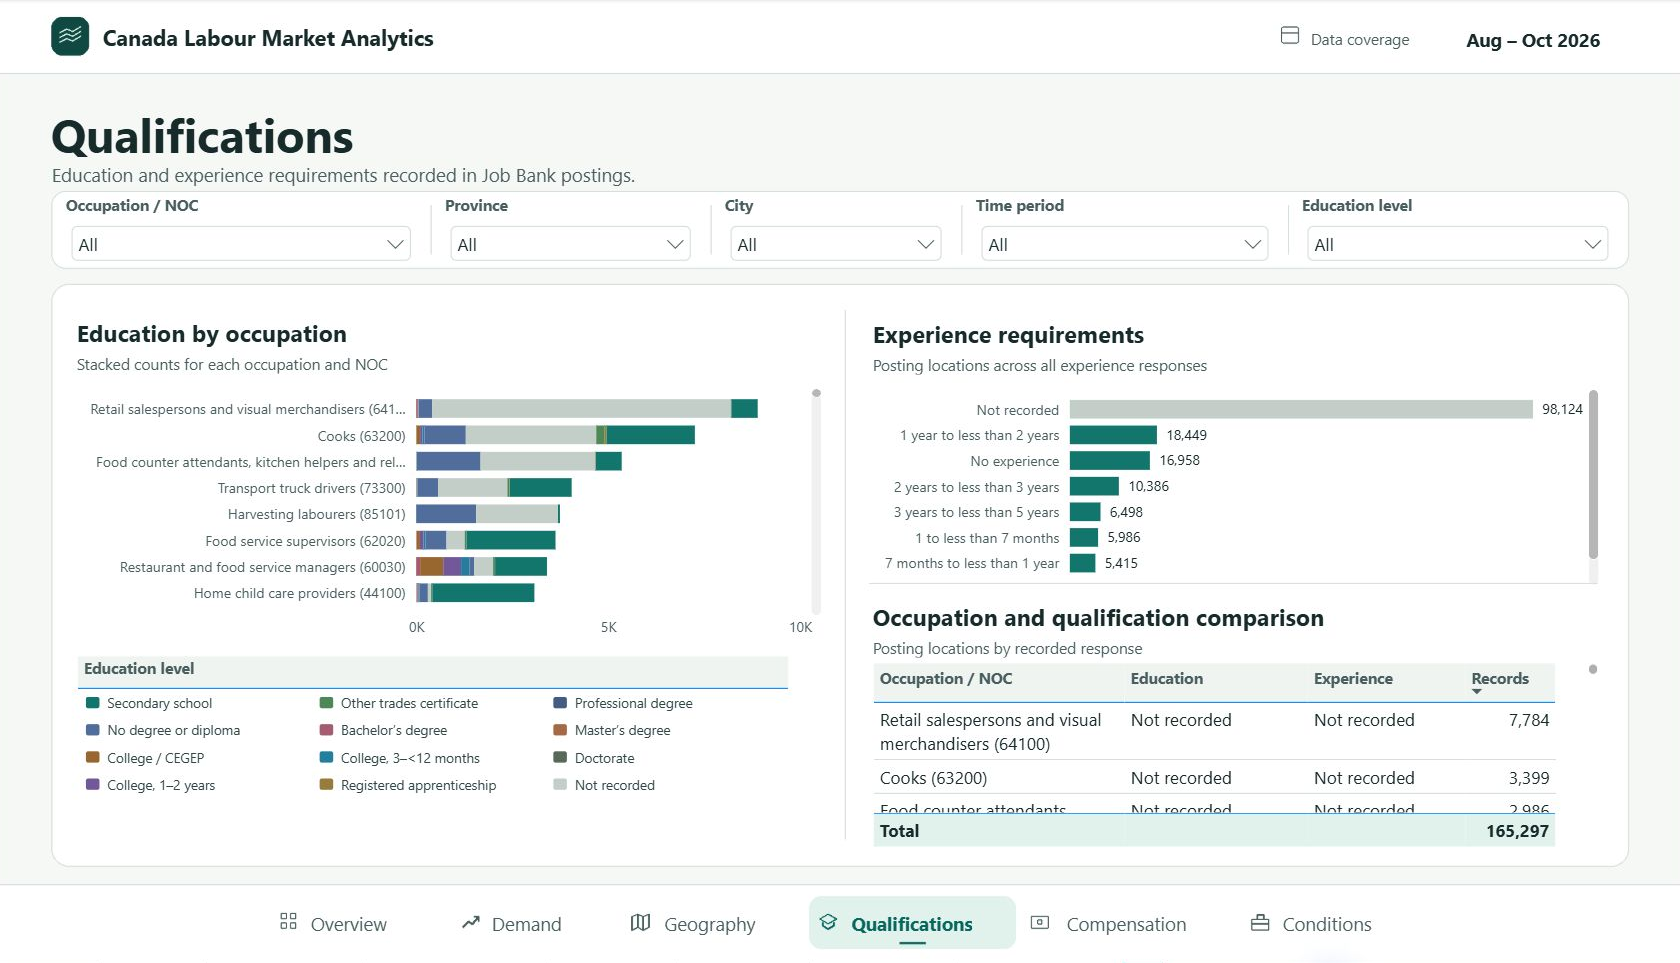 Canada Labour Market Analytics
Data coverage
Aug – Oct 2026
Qualifications
Education and experience requirements recorded in Job Bank postings.
Occupation / NOC
Province
City
Time period
Education level
All
All
All
All
All
Education by occupation
Stacked counts for each occupation and NOC
Retail salespersons and visual merchandisers (641...
Cooks (63200)
Food counter attendants, kitchen helpers and rel...
Transport truck drivers (73300)
Harvesting labourers (85101)
Food service supervisors (62020)
Restaurant and food service managers (60030)
Home child care providers (44100)
0K 5K 10K
Education level
Secondary school
Other trades certificate
Professional degree
No degree or diploma
Bachelor’s degree
Master’s degree
College / CEGEP
College, 3–<12 months
Doctorate
College, 1–2 years
Registered apprenticeship
Not recorded
Experience requirements
Posting locations across all experience responses
Not recorded 98,124
1 year to less than 2 years 18,449
No experience 16,958
2 years to less than 3 years 10,386
3 years to less than 5 years 6,498
1 to less than 7 months 5,986
7 months to less than 1 year 5,415
Occupation and qualification comparison
Posting locations by recorded response
Occupation / NOC Education Experience Records
Retail salespersons and visual Not recorded Not recorded 7,784
merchandisers (64100)
Cooks (63200) Not recorded Not recorded 3,399
Food counter attendants Not recorded Not recorded 2,986
Total 165,297
Overview
Demand
Geography
Qualifications
Compensation
Conditions